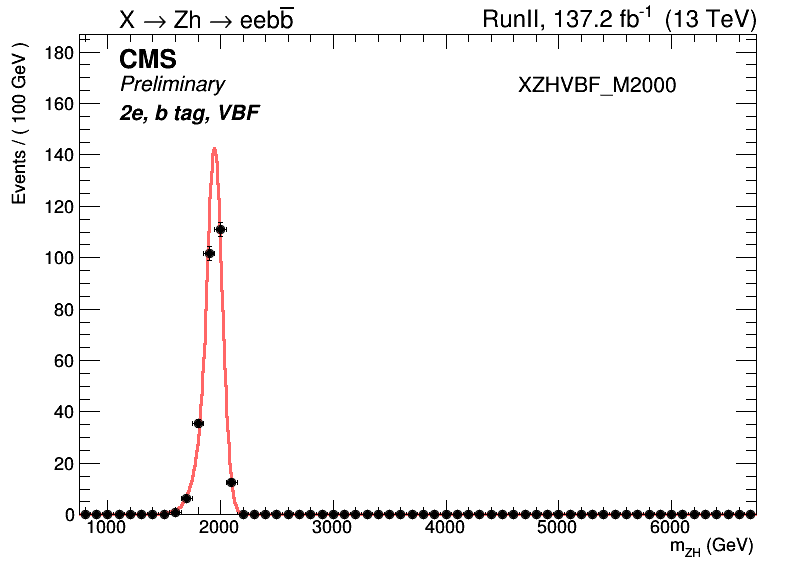 X → Zh → eebb̅
RunII, 137.2 fb⁻¹ (13 TeV)
CMS
Preliminary
2e, b tag, VBF
XZHVBF_M2000
Events / ( 100 GeV )
180
160
140
120
100
80
60
40
20
0
1000 2000 3000 4000 5000 6000
m_ZH (GeV)